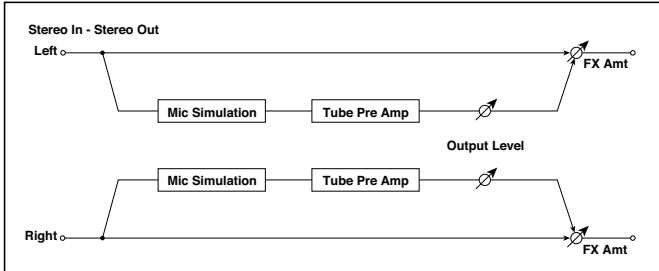 Stereo In - Stereo Out
Left
FX Amt
Mic Simulation
Tube Pre Amp
Output Level
Mic Simulation
Tube Pre Amp
Right
FX Amt